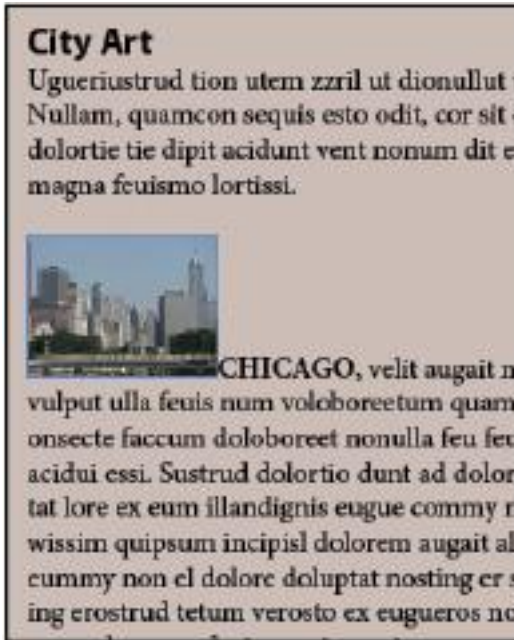 City Art
Ugueriustrud tion utem zzril ut dionullut
Nullam, quamcon sequis esto odit, cor sit
dolortie tie dipit acidunt vent nonum dit e
magna feuismo lortissi.
CHICAGO, velit augait n
vulput ulla feuis num voloboreetum quam
onsecte faccum doloboreet nonulla feu feu
acidui essi. Sustrud dolortio dunt ad dolor
tat lore ex eum illandignis eugue commy
wissim quipsum incipisl dolorem augait al
eummy non el dolore doluptat nosting er s
ing erostrud tetum verosto ex eugueros no